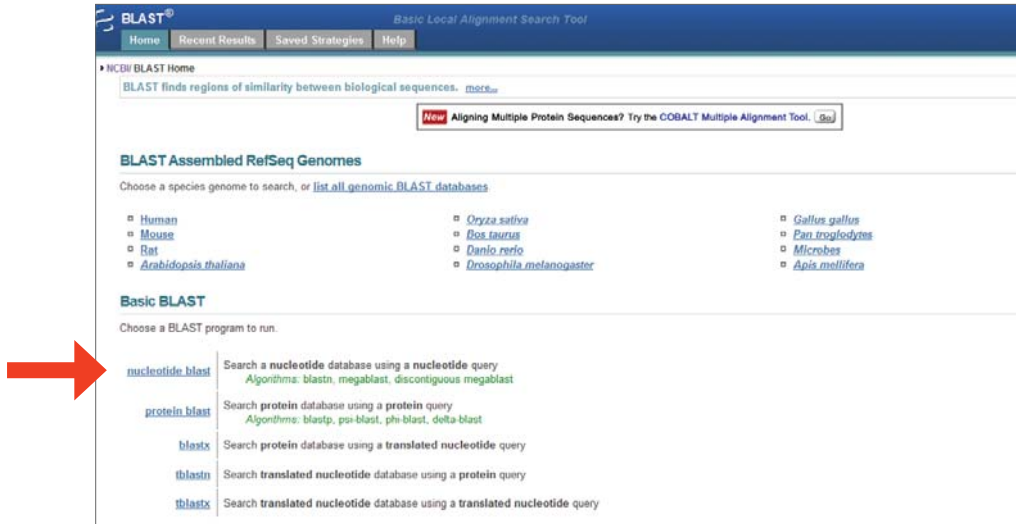 BLAST® Basic Local Alignment Search Tool
Home Recent Results Saved Strategies Help
NCBI/ BLAST Home
BLAST finds regions of similarity between biological sequences. more...
New Aligning Multiple Protein Sequences? Try the COBALT Multiple Alignment Tool. Go
BLAST Assembled RefSeq Genomes
Choose a species genome to search, or list all genomic BLAST databases
Human Oryza sativa Gallus gallus
Mouse Bos taurus Pan troglodytes
Rat Danio rerio Microbes
Arabidopsis thaliana Drosophila melanogaster Apis mellifera
Basic BLAST
Choose a BLAST program to run.
nucleotide blast Search a nucleotide database using a nucleotide query
Algorithms: blastn, megablast, discontiguous megablast
protein blast Search protein database using a protein query
Algorithms: blastp, psi-blast, phi-blast, delta-blast
blastx Search protein database using a translated nucleotide query
tblastn Search translated nucleotide database using a protein query
tblastx Search translated nucleotide database using a translated nucleotide query